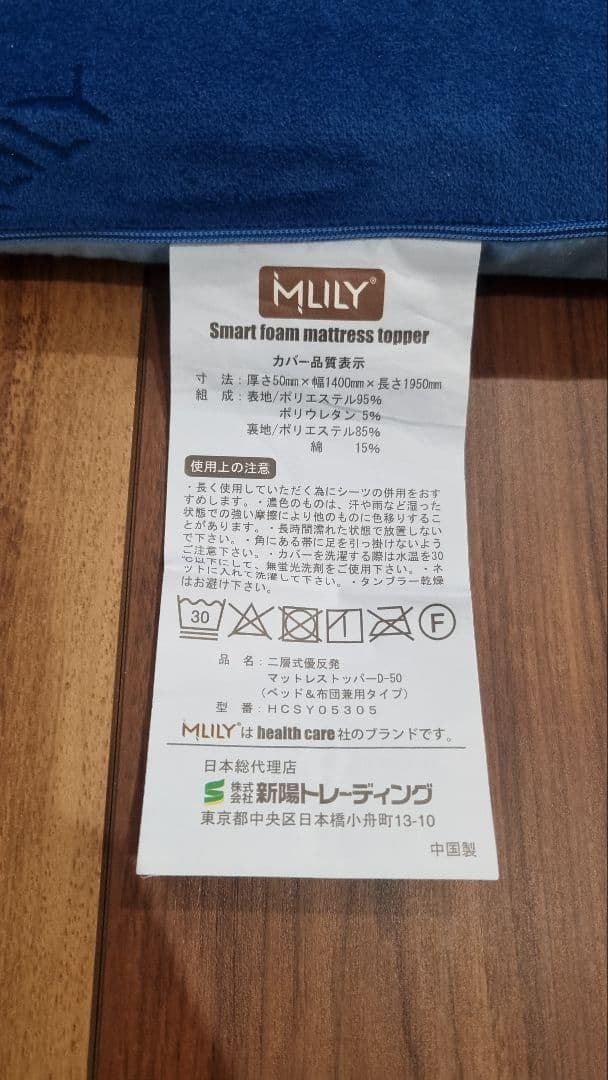 MLILY®
Smart foam mattress topper
カバー品質表示
寸 法：厚さ50mm×幅1400mm×長さ1950mm
組 成：表地/ポリエステル95%
ポリウレタン 5%
裏地/ポリエステル85%
綿 15%
使用上の注意
・長く使用していただく為にシーツの併用をおす
すめします。・濃色のものは、汗や雨など湿った
状態での強い摩擦により他のものに色移りするこ
とがあります。・長時間濡れた状態で放置しない
で下さい。・角にある帯に足を引っ掛けないよう
ご注意下さい。・カバーを洗濯する際は水温を30
℃以下にして、無蛍光洗剤をご使用下さい。・ネ
ットに入れて洗濯して下さい。・タンブラー乾燥
はお避け下さい。
30 F
品 名：二層式優反発
マットレストッパーD-50
（ベッド＆布団兼用タイプ）
型 番：HCSY05305
MLILY®は health care 社のブランドです。
日本総代理店
株式会社 新陽トレーディング
東京都中央区日本橋小舟町13-10
中国製